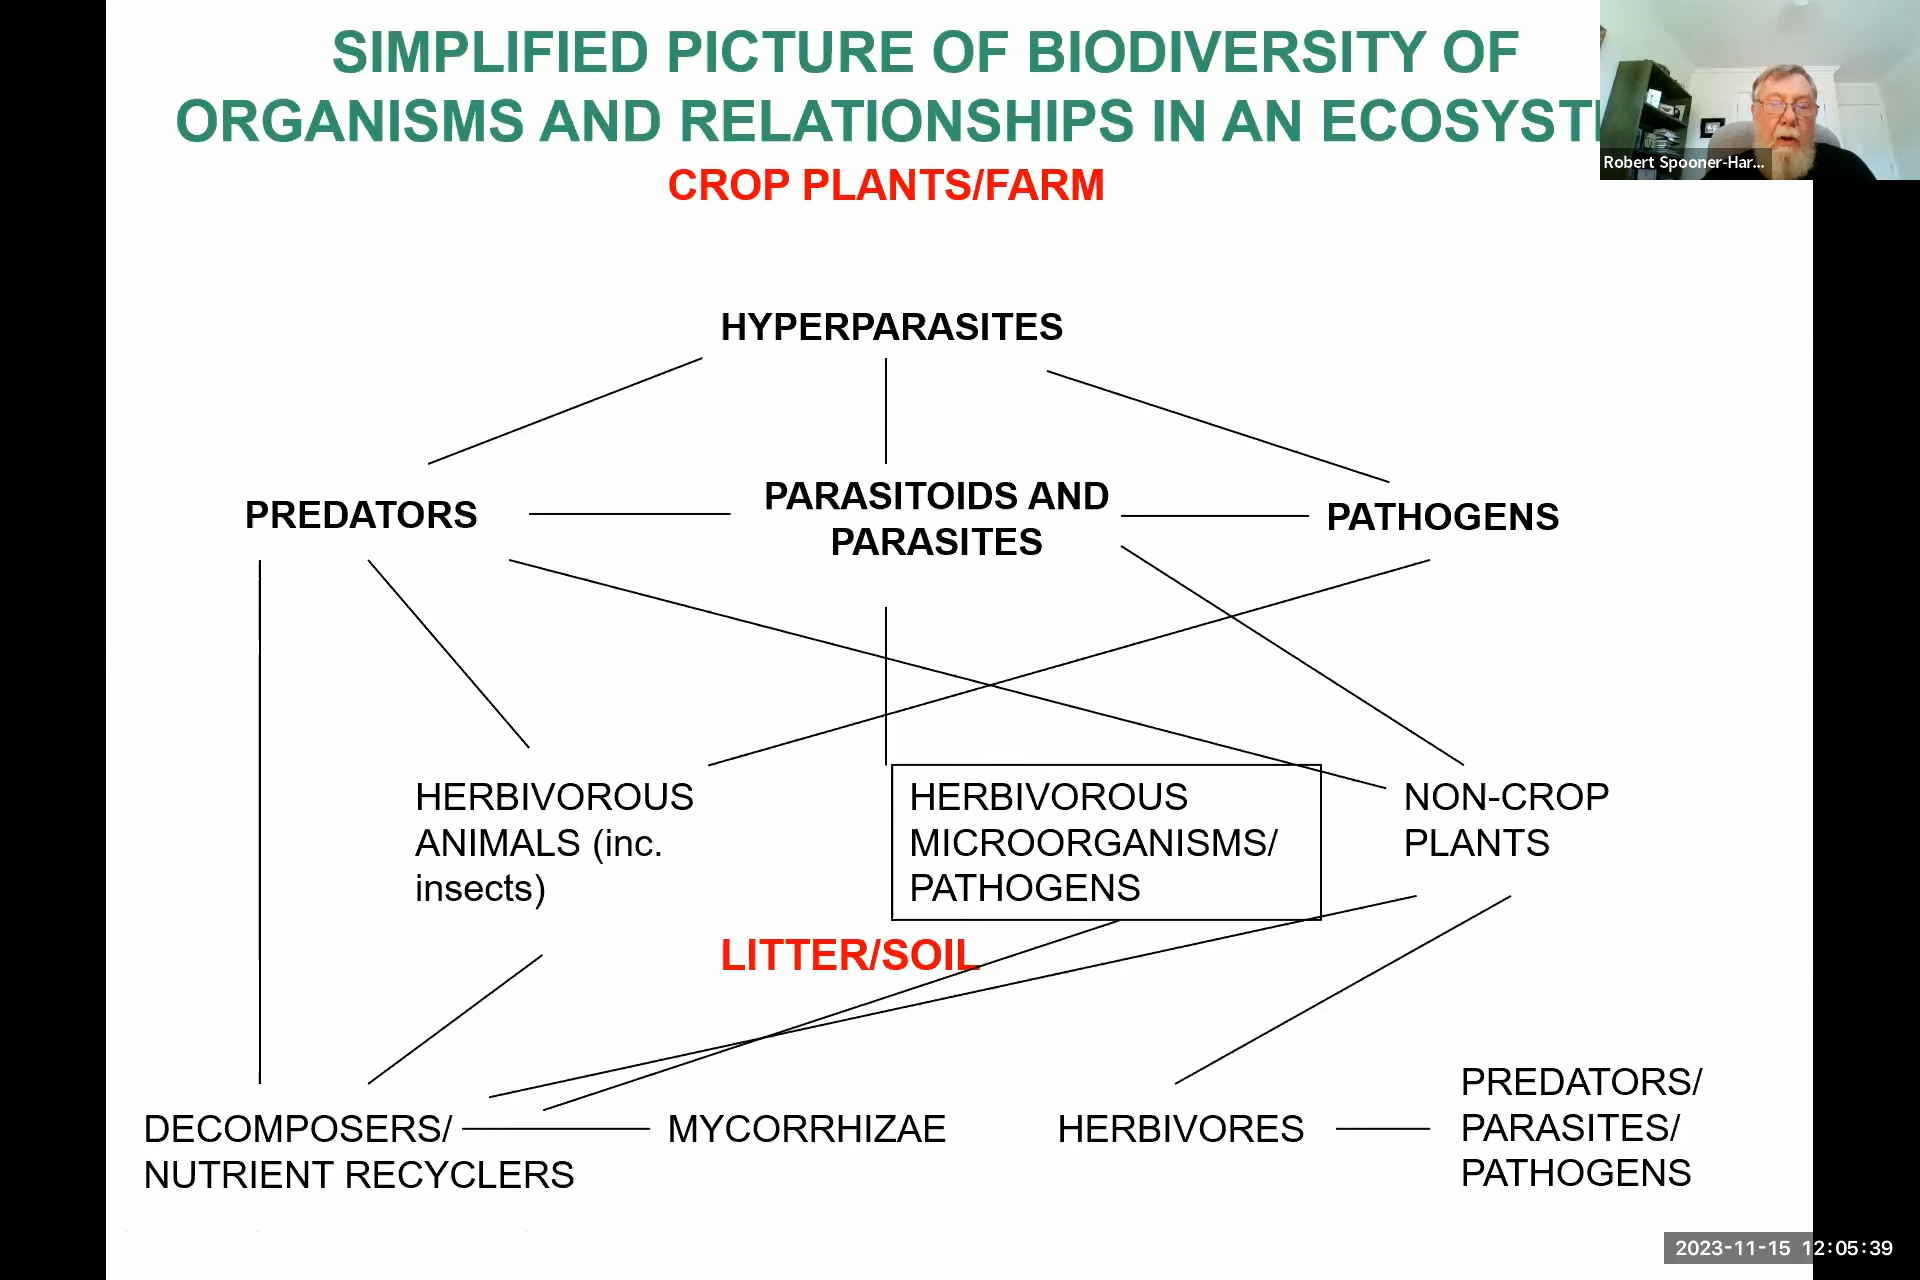 SIMPLIFIED PICTURE OF BIODIVERSITY OF
ORGANISMS AND RELATIONSHIPS IN AN ECOSYST
CROP PLANTS/FARM
Robert Spooner-Har...
HYPERPARASITES
PREDATORS
PARASITOIDS AND
PARASITES
PATHOGENS
HERBIVOROUS
ANIMALS (inc.
insects)
HERBIVOROUS
MICROORGANISMS/
PATHOGENS
NON-CROP
PLANTS
LITTER/SOIL
DECOMPOSERS/
NUTRIENT RECYCLERS
MYCORRHIZAE
HERBIVORES
PREDATORS/
PARASITES/
PATHOGENS
2023-11-15 12:05:39